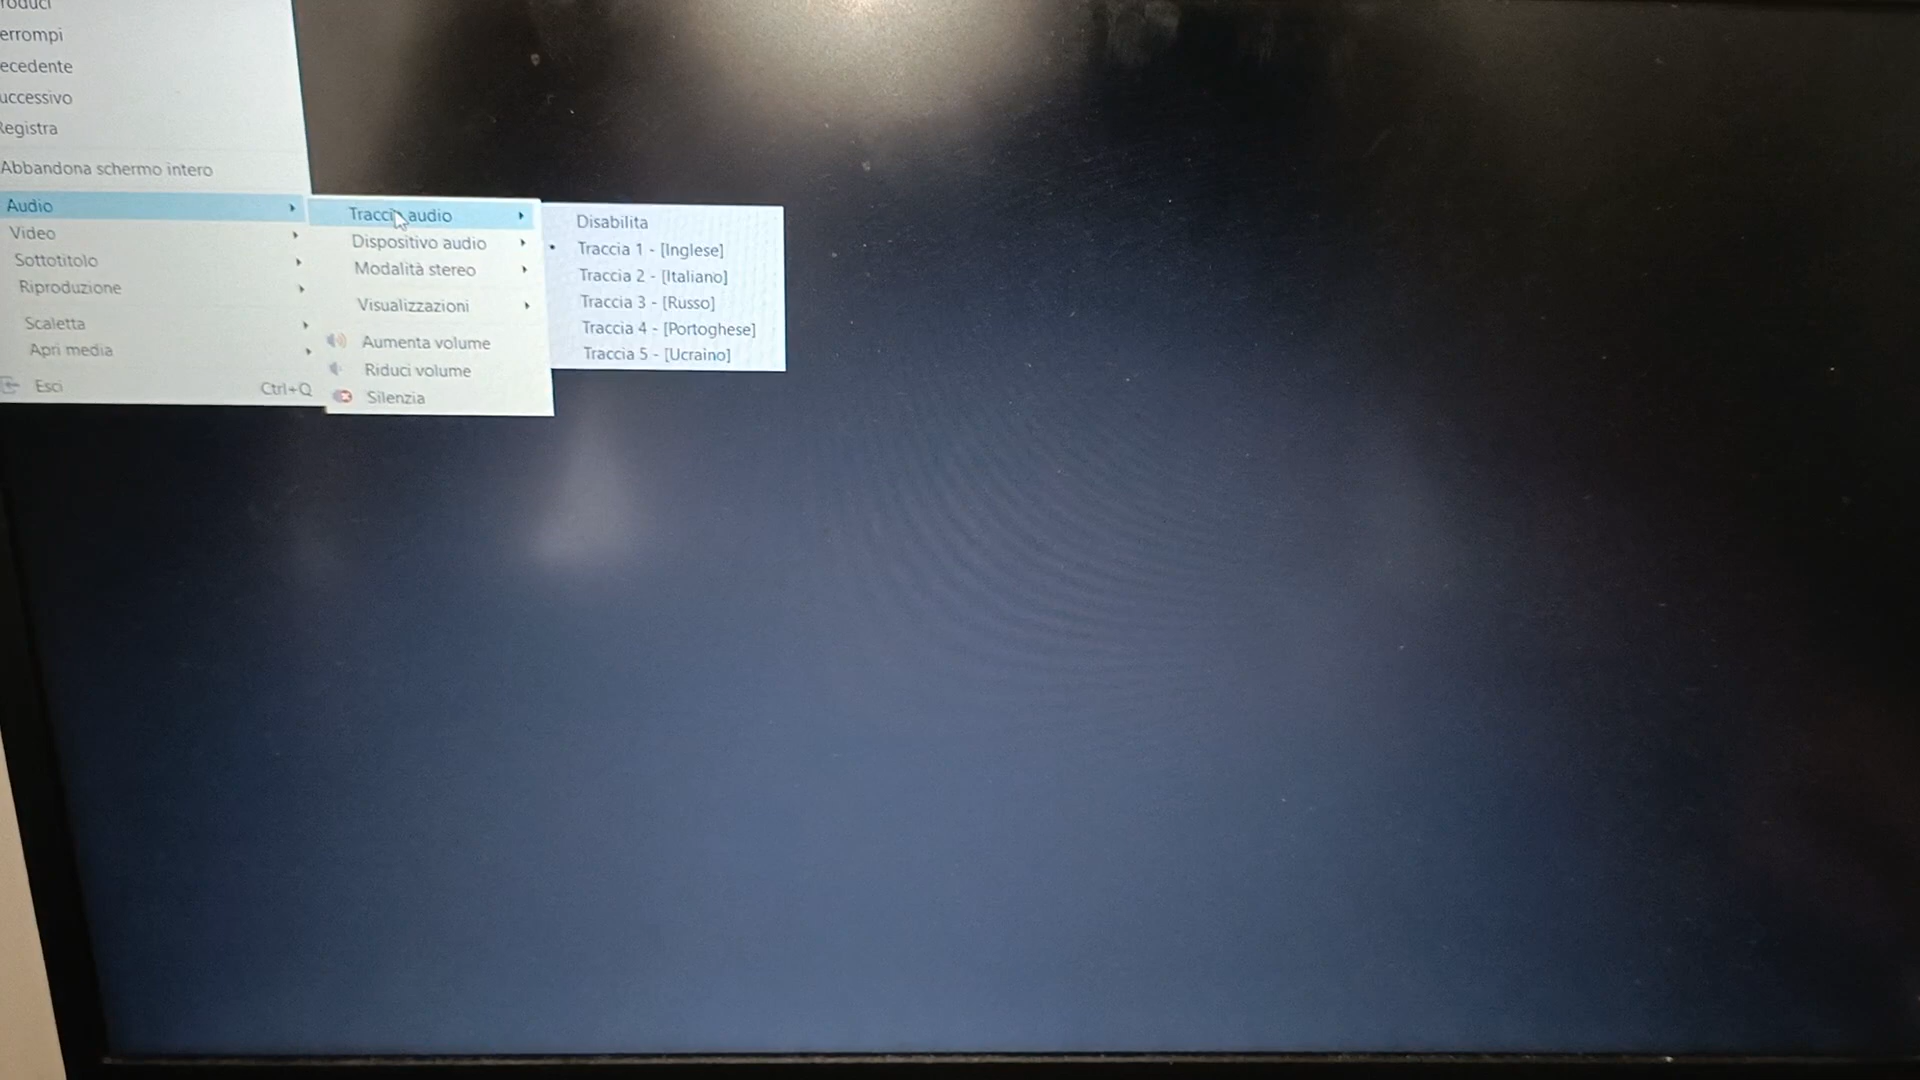 errompi
ecedente
uccessivo
Registra
Abbandona schermo intero
Audio
Video
Sottotitolo
Riproduzione
Scaletta
Apri media
Esci Ctrl+Q
Traccia audio
Dispositivo audio
Modalità stereo
Visualizzazioni
Aumenta volume
Riduci volume
Silenzia
Disabilita
Traccia 1 - [Inglese]
Traccia 2 - [Italiano]
Traccia 3 - [Russo]
Traccia 4 - [Portoghese]
Traccia 5 - [Ucraino]